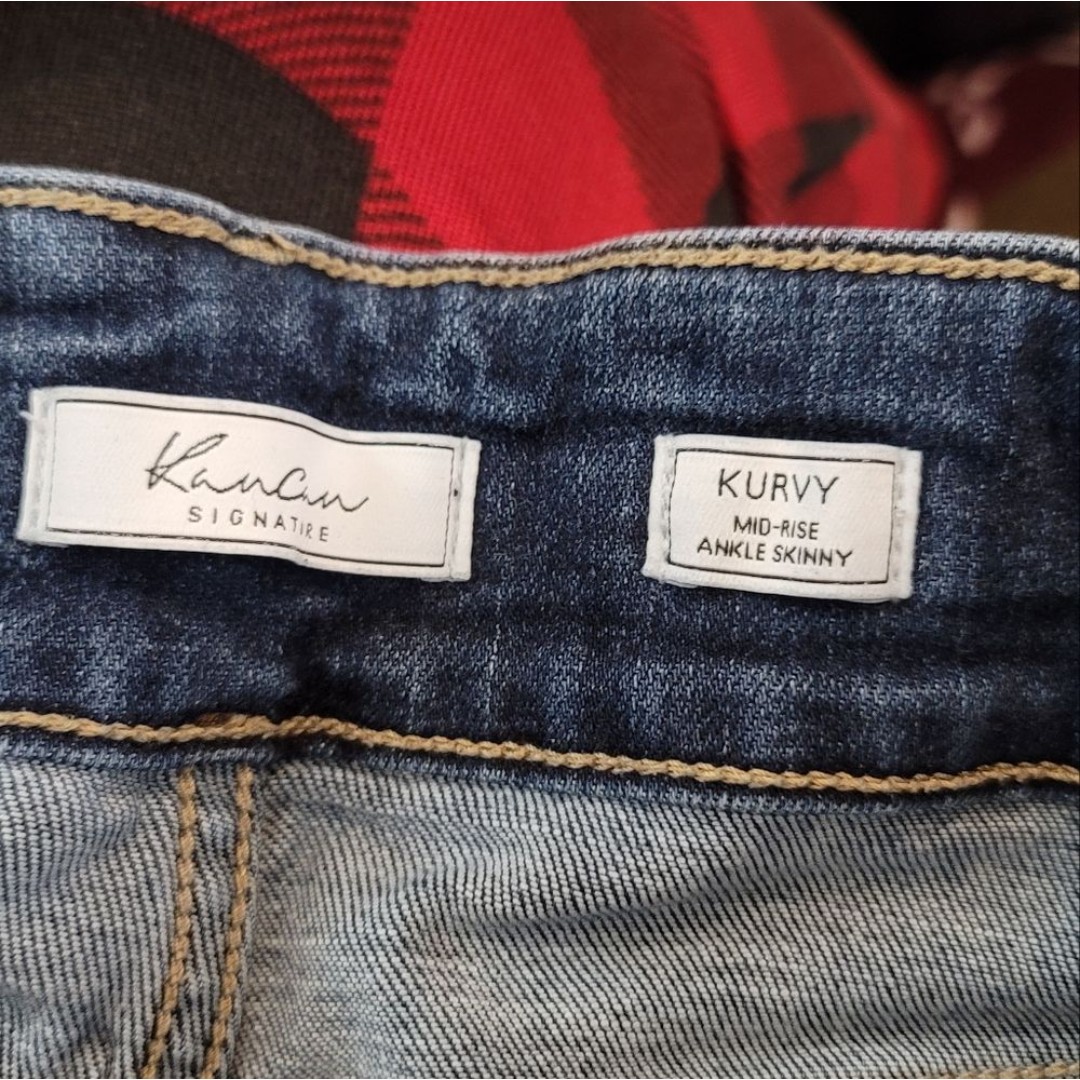 Kancan
SIGNATURE
KURVY
MID-RISE
ANKLE SKINNY